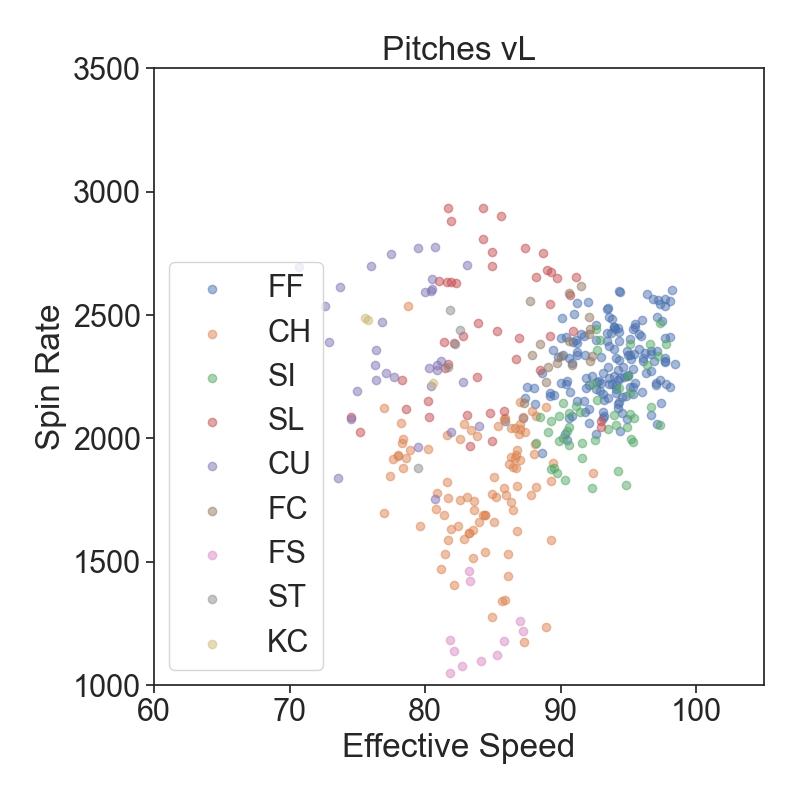 Pitches vL
3500
3000
2500
2000
1500
1000
Spin Rate
FF
CH
SI
SL
CU
FC
FS
ST
KC
60 70 80 90 100
Effective Speed